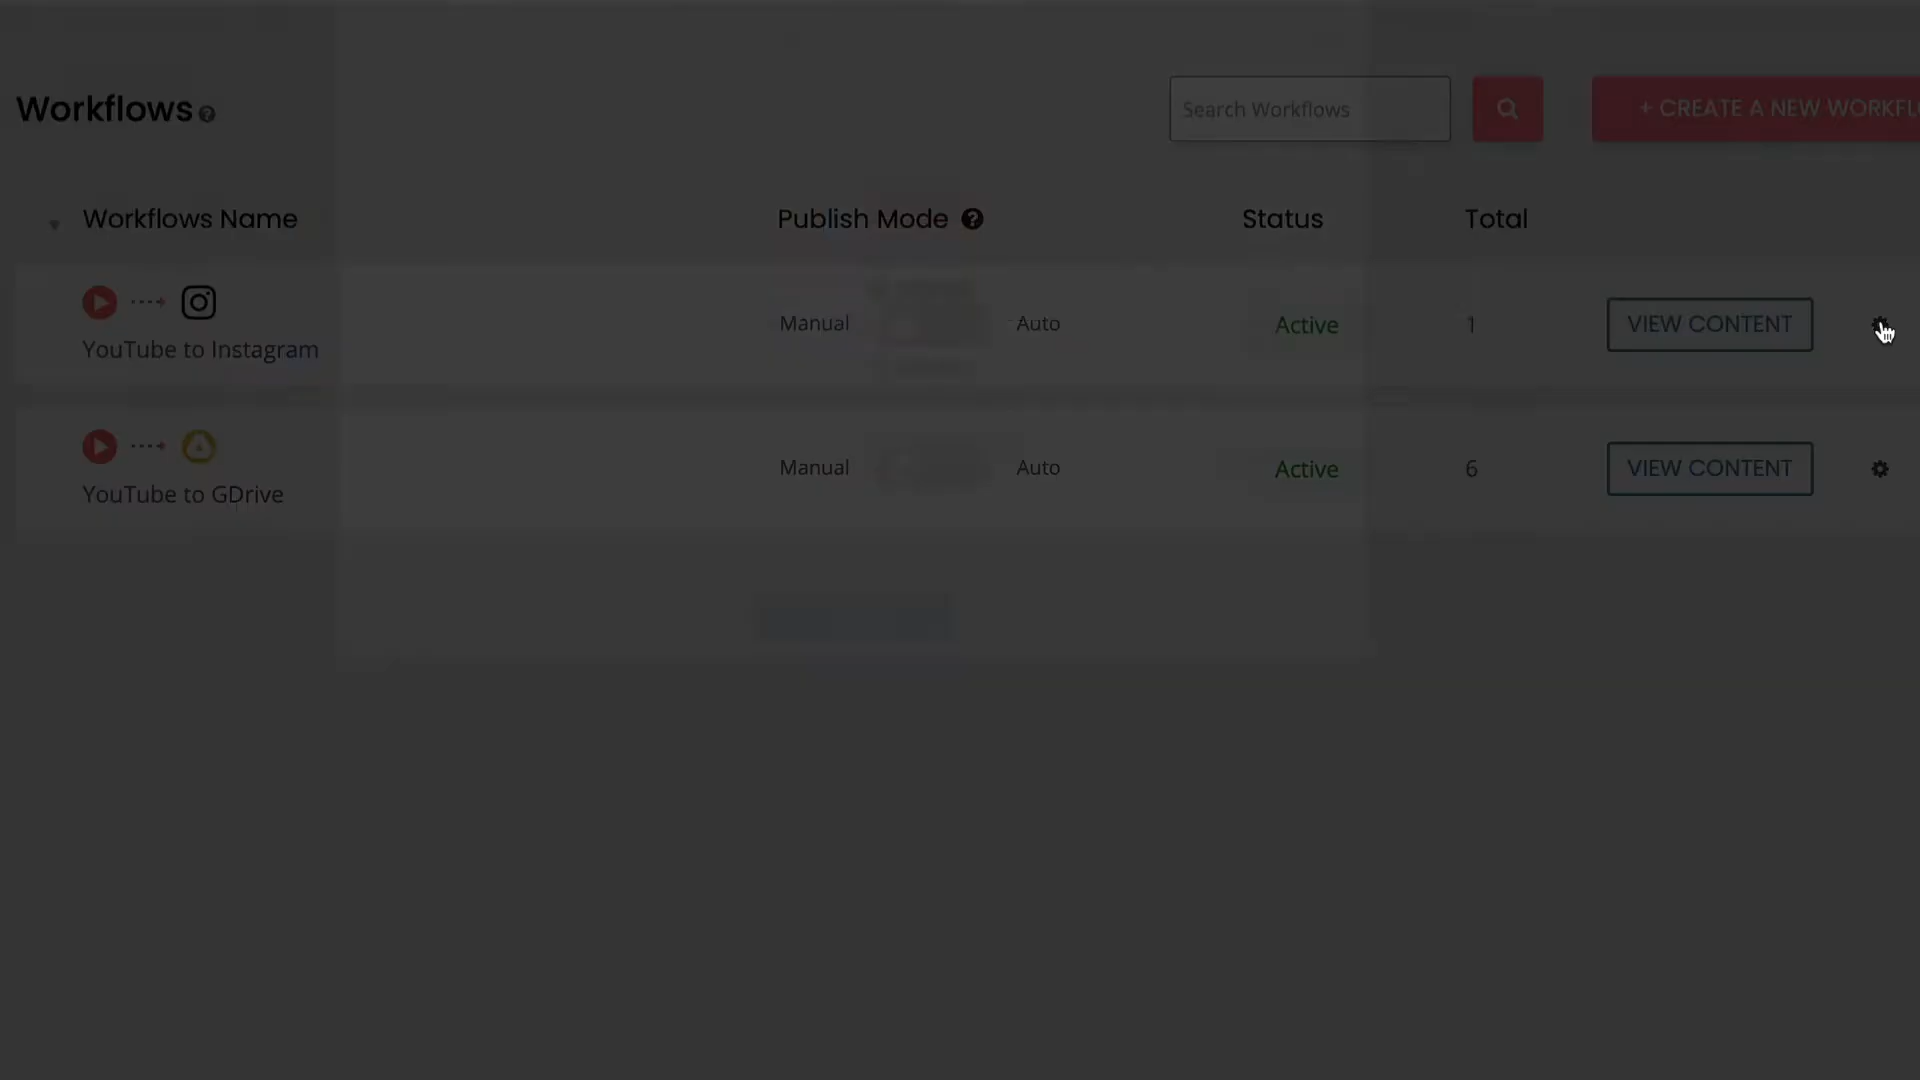 Workflows
Search Workflows
+ CREATE A NEW WORKFL
Workflows Name
Publish Mode
Status
Total
YouTube to Instagram
Manual
Auto
Active
1
VIEW CONTENT
YouTube to GDrive
Manual
Auto
Active
6
VIEW CONTENT